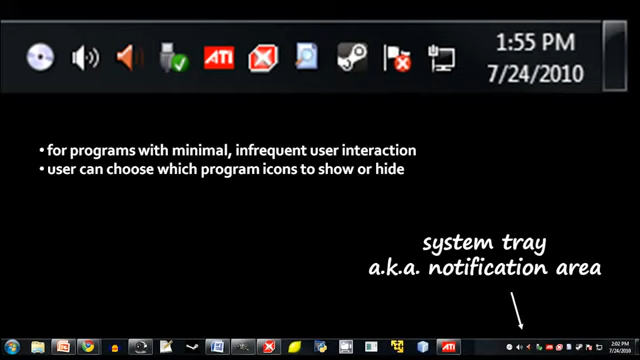 ATI
1:55 PM
7/24/2010
• for programs with minimal, infrequent user interaction
• user can choose which program icons to show or hide
system tray
a.k.a. notification area
ATI
2:02 PM
7/24/2010